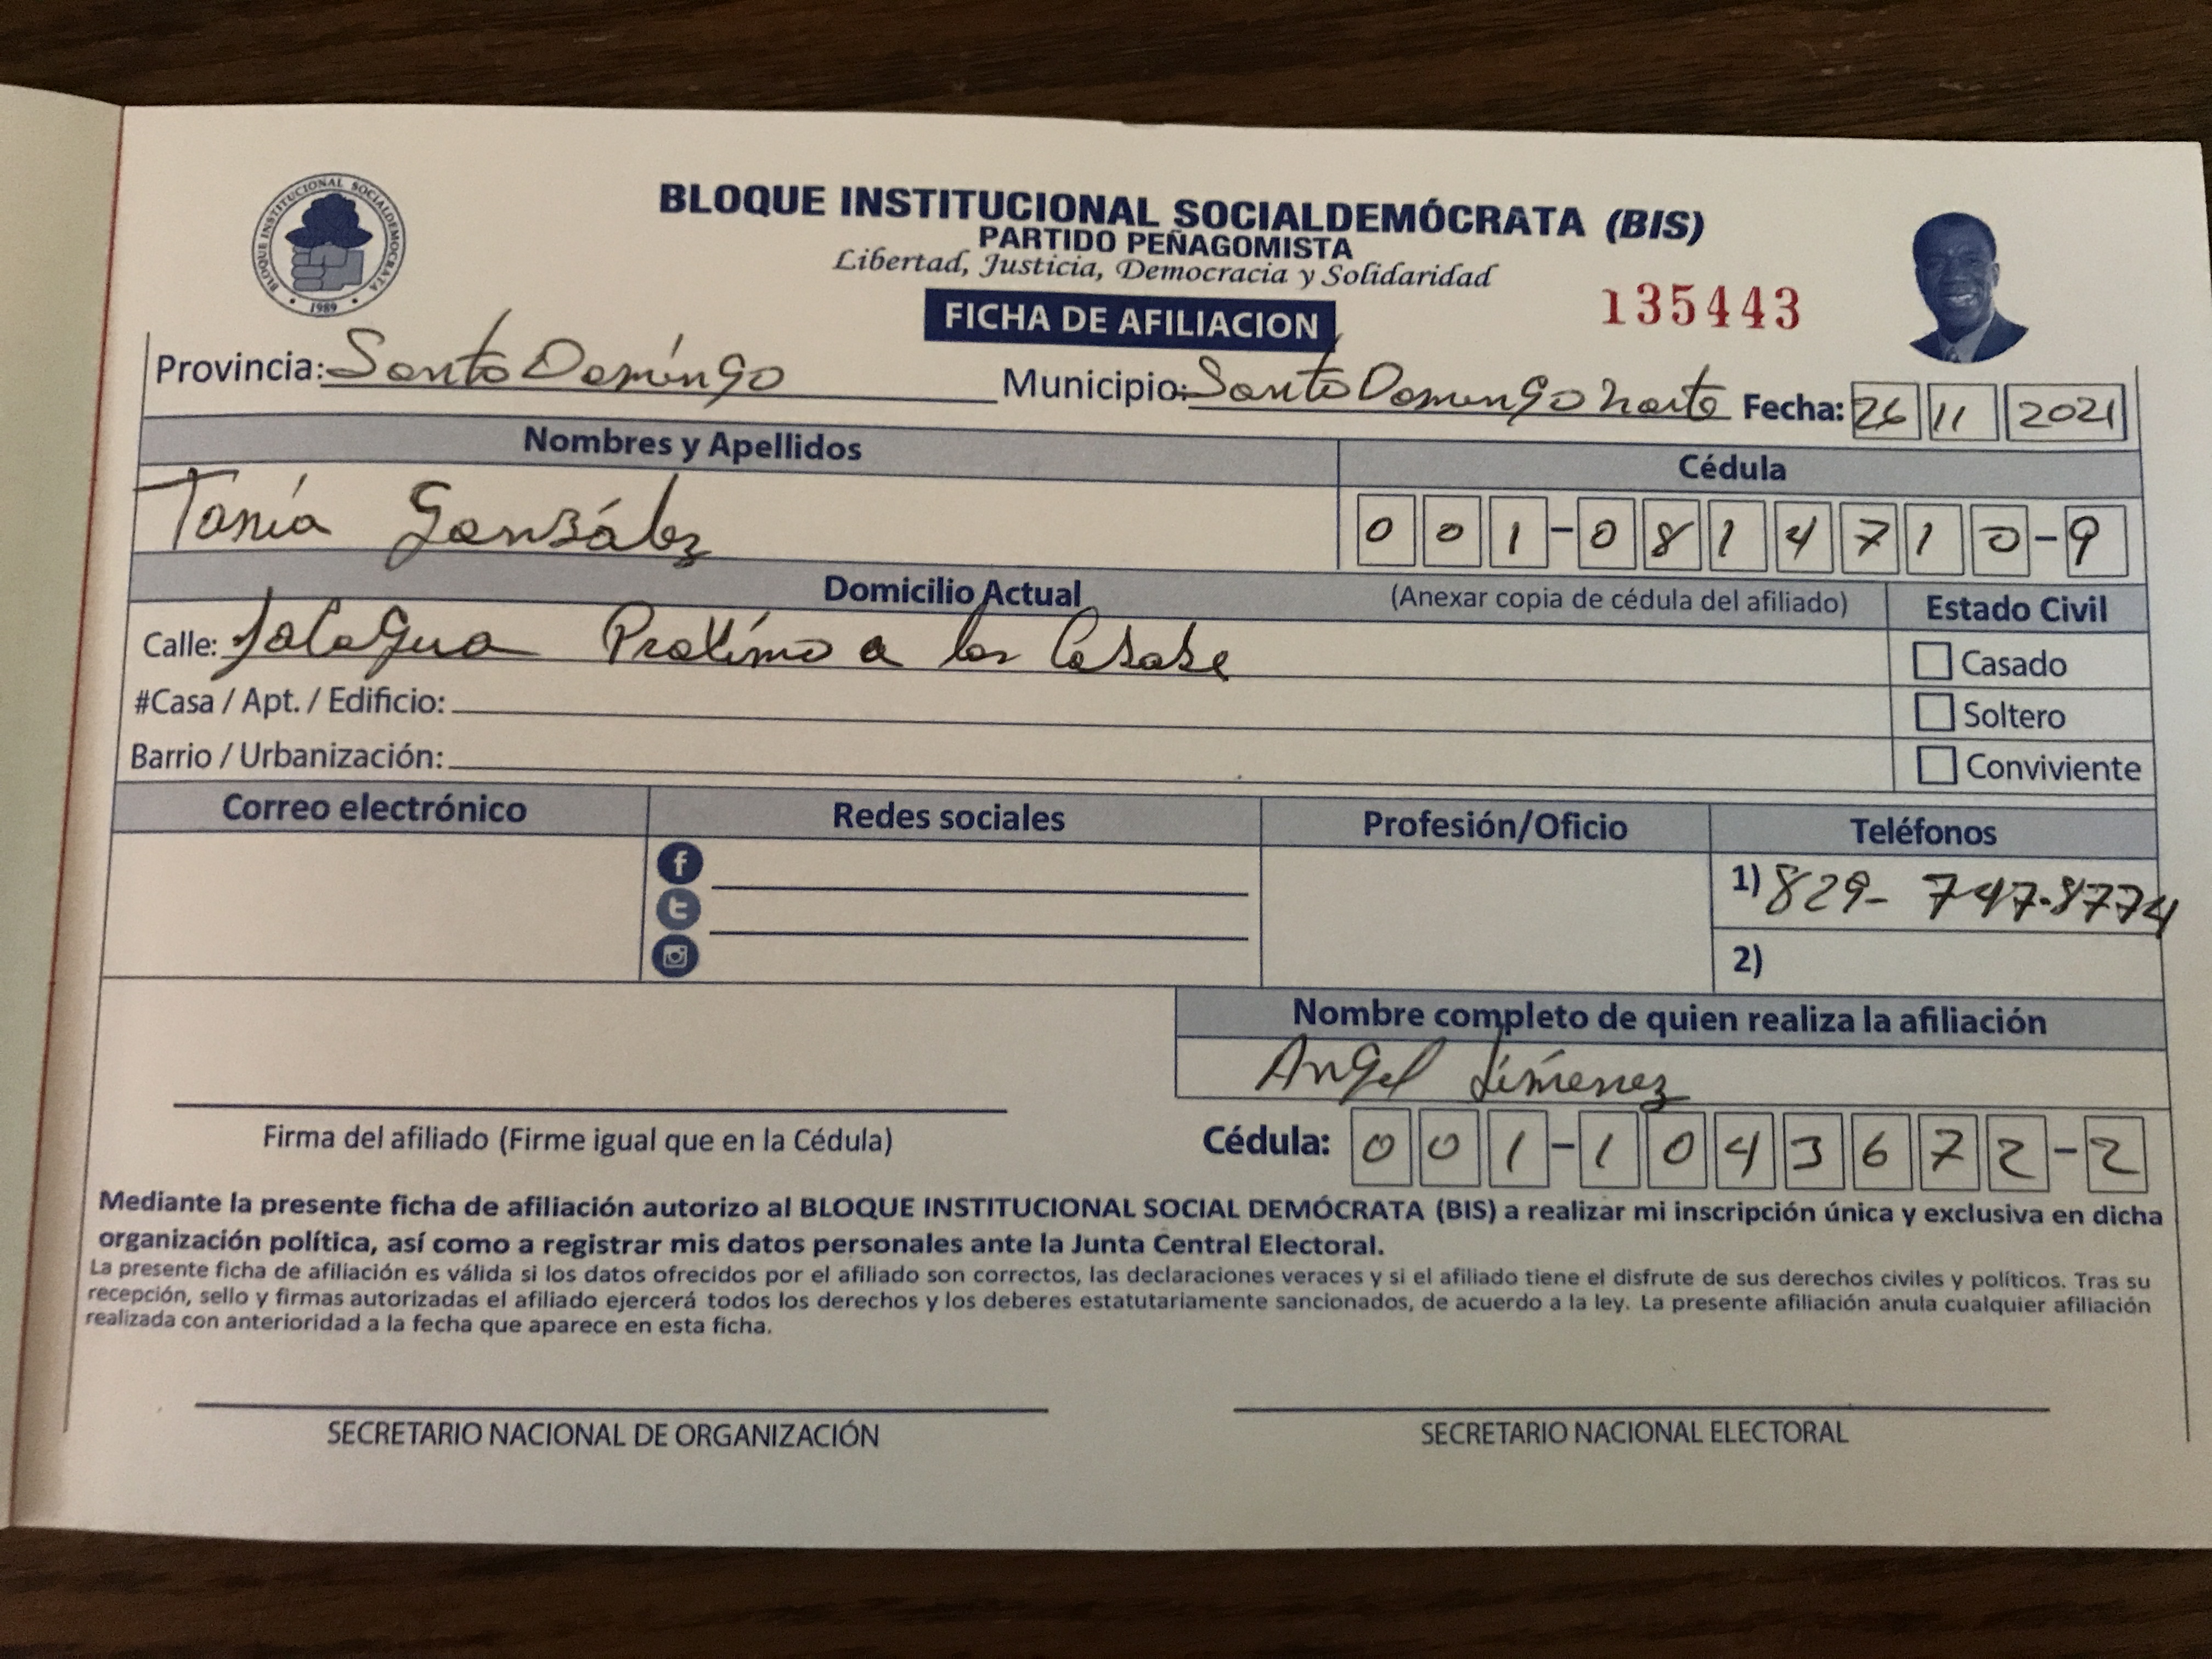 BLOQUE INSTITUCIONAL SOCIALDEMOCRATA
1989
BLOQUE INSTITUCIONAL SOCIALDEMÓCRATA (BIS)
PARTIDO PEÑAGOMISTA
Libertad, Justicia, Democracia y Solidaridad
FICHA DE AFILIACION
135443
Provincia: Santo Domingo Municipio: Santo Domingo norte Fecha: 26 11 2021
Nombres y Apellidos
Cédula
Tanía González
001-0814710-9
Domicilio Actual (Anexar copia de cédula del afiliado) Estado Civil
Calle: Jalagua Proximo a la
Casado
#Casa / Apt. / Edificio:
Soltero
Barrio / Urbanización:
Conviviente
Correo electrónico Redes sociales Profesión/Oficio Teléfonos
1) 829-747-8774
2)
Nombre completo de quien realiza la afiliación
Angel Jiménez
Firma del afiliado (Firme igual que en la Cédula)
Cédula: 001-1043672-2
Mediante la presente ficha de afiliación autorizo al BLOQUE INSTITUCIONAL SOCIAL DEMÓCRATA (BIS) a realizar mi inscripción única y exclusiva en dicha
organización política, así como a registrar mis datos personales ante la Junta Central Electoral.
La presente ficha de afiliación es válida si los datos ofrecidos por el afiliado son correctos, las declaraciones veraces y si el afiliado tiene el disfrute de sus derechos civiles y políticos. Tras su
recepción, sello y firmas autorizadas el afiliado ejercerá todos los derechos y los deberes estatutariamente sancionados, de acuerdo a la ley. La presente afiliación anula cualquier afiliación
realizada con anterioridad a la fecha que aparece en esta ficha.
SECRETARIO NACIONAL DE ORGANIZACIÓN SECRETARIO NACIONAL ELECTORAL